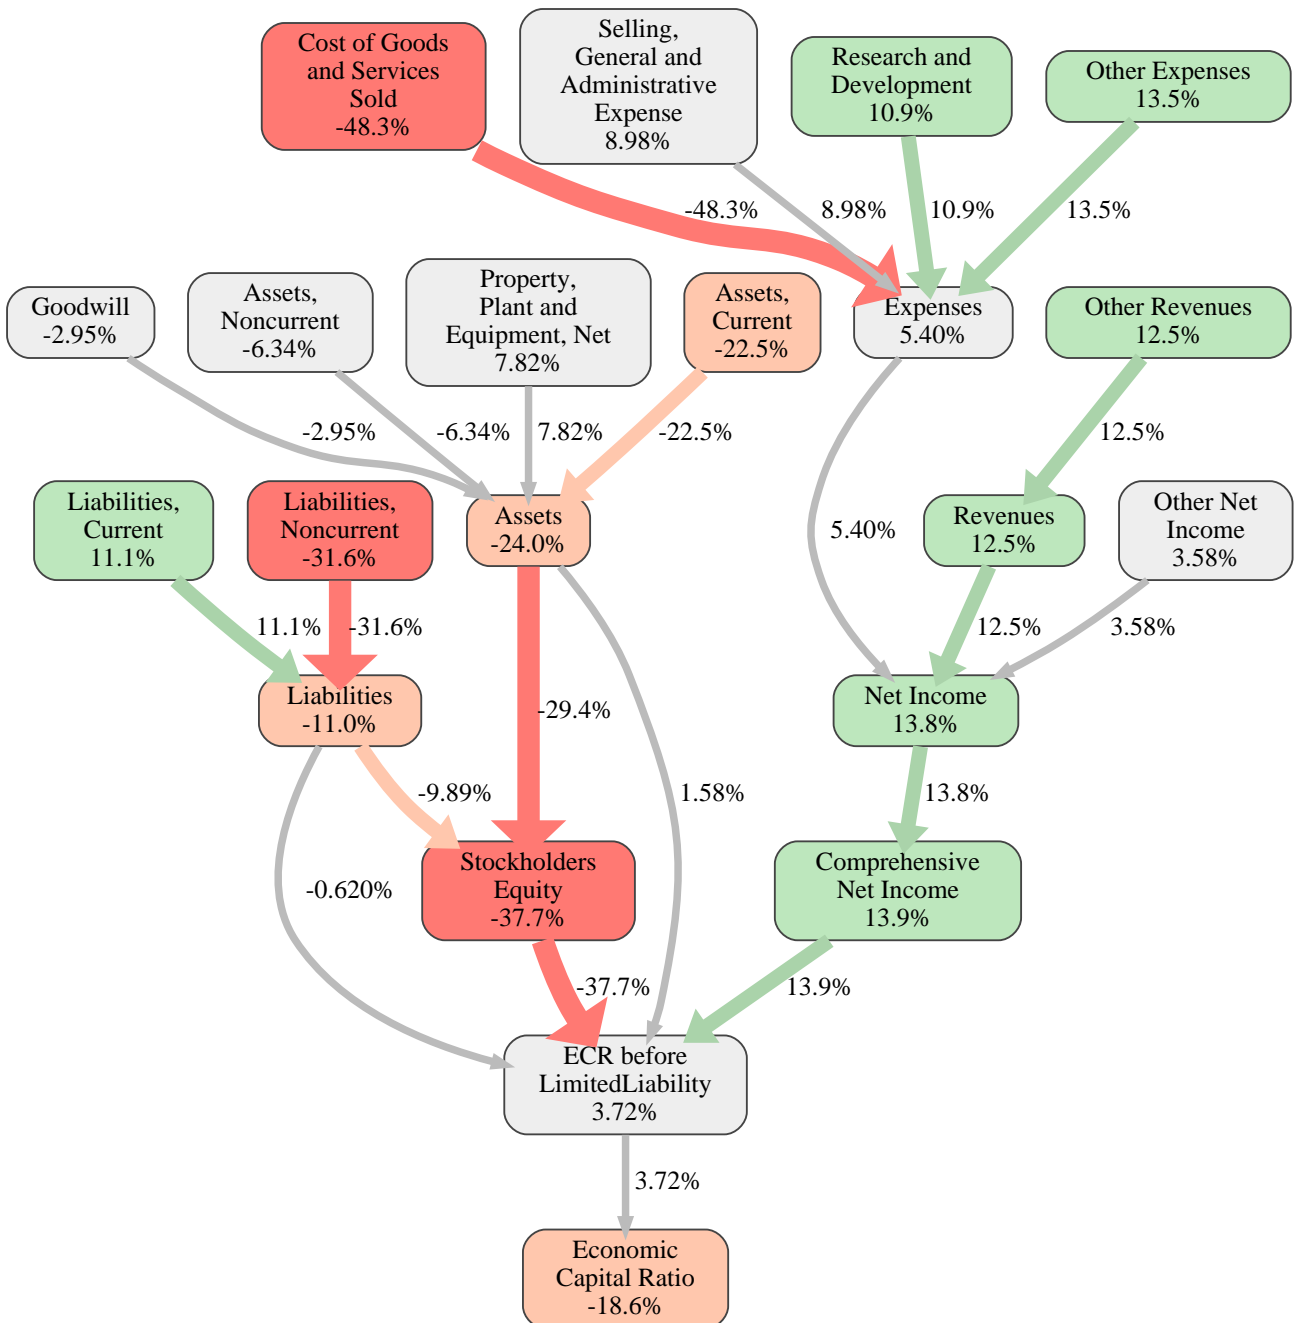 Cost of Goods
and Services
Sold
-48.3%
Selling,
General and
Administrative
Expense
8.98%
Research and
Development
10.9%
Other Expenses
13.5%
-48.3%
8.98%
10.9%
13.5%
Goodwill
-2.95%
Assets,
Noncurrent
-6.34%
Property,
Plant and
Equipment, Net
7.82%
Assets,
Current
-22.5%
Expenses
5.40%
Other Revenues
12.5%
-2.95%
-6.34%
7.82%
-22.5%
12.5%
Liabilities,
Current
11.1%
Liabilities,
Noncurrent
-31.6%
Assets
-24.0%
5.40%
Revenues
12.5%
Other Net
Income
3.58%
11.1%
-31.6%
12.5%
3.58%
Liabilities
-11.0%
-29.4%
Net Income
13.8%
-9.89%
1.58%
13.8%
-0.620%
Stockholders
Equity
-37.7%
Comprehensive
Net Income
13.9%
-37.7%
13.9%
ECR before
LimitedLiability
3.72%
3.72%
Economic
Capital Ratio
-18.6%